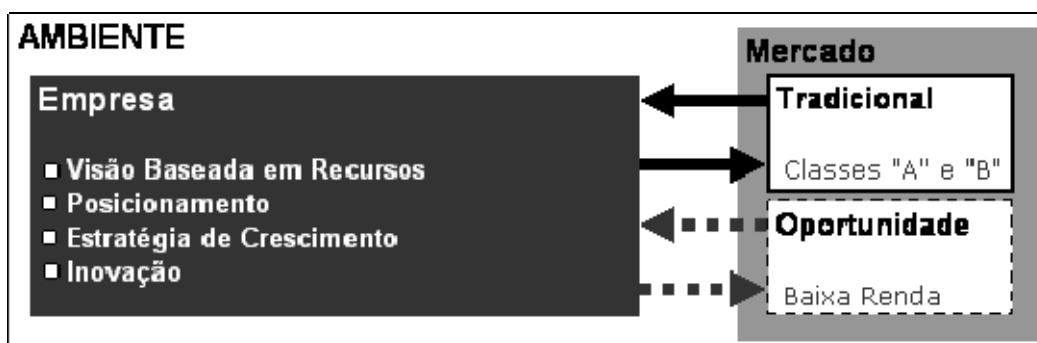 AMBIENTE
Empresa
Visão Baseada em Recursos
Posicionamento
Estratégia de Crescimento
Inovação
Mercado
Tradicional
Classes "A" e "B"
Oportunidade
Baixa Renda